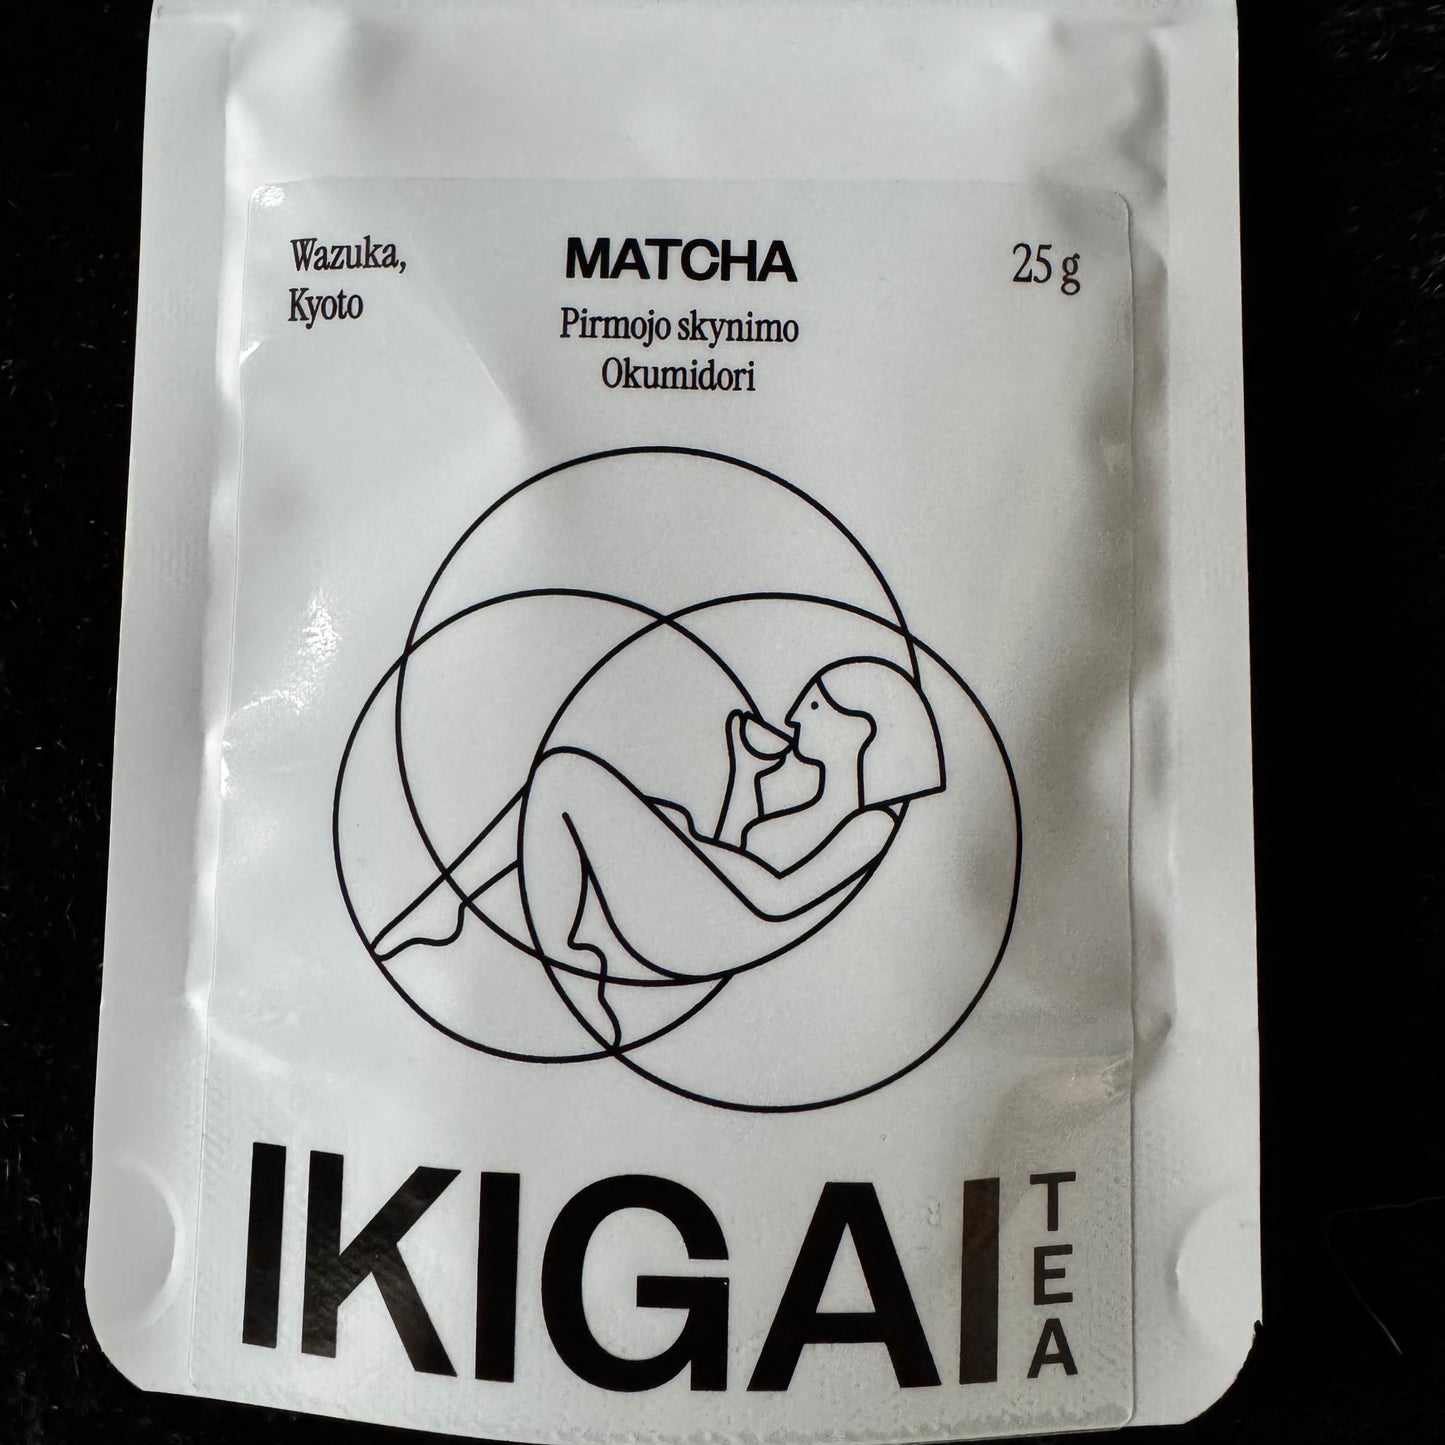 Wazuka,
Kyoto
MATCHA
Pirmojo skynimo
Okumidori
25 g
IKIGAI
TEA